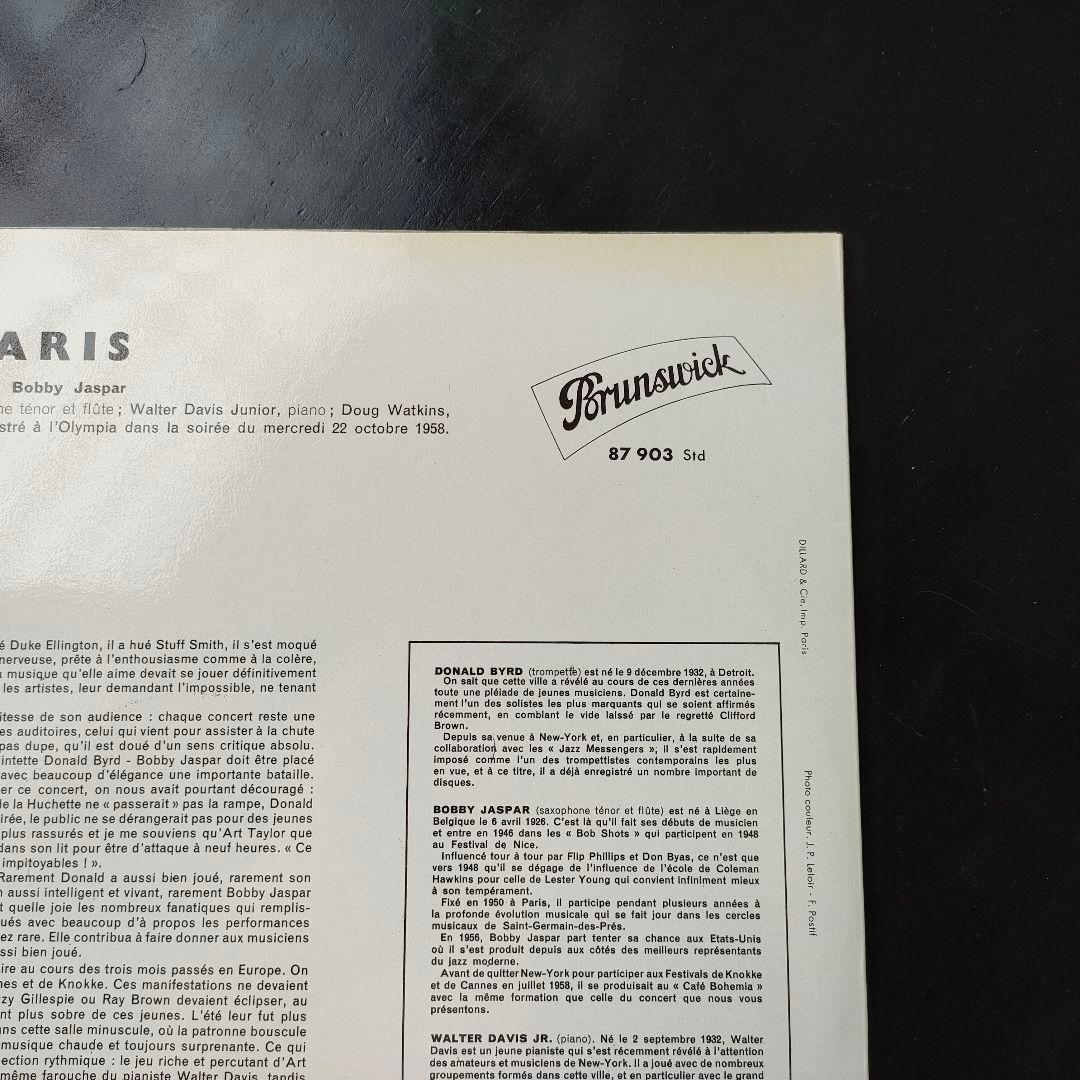 ARIS
Bobby Jaspar
ne ténor et flûte ; Walter Davis Junior, piano ; Doug Watkins,
stré à l'Olympia dans la soirée du mercredi 22 octobre 1958.
Brunswick
87 903 Std
DILLARD & Cie, Imp. Paris
Photo couleur. J. P. Leloir - F. Postif
é Duke Ellington, il a hué Stuff Smith, il s'est moqué
nerveuse, prête à l'enthousiasme comme à la colère,
a musique qu'elle aime devait se jouer définitivement
les artistes, leur demandant l'impossible, ne tenant
itesse de son audience : chaque concert reste une
es auditoires, celui qui vient pour assister à la chute
pas dupe, qu'il est doué d'un sens critique absolu.
intette Donald Byrd - Bobby Jaspar doit être placé
avec beaucoup d'élégance une importante bataille.
er ce concert, on nous avait pourtant découragé :
de la Huchette ne « passerait » pas la rampe, Donald
irée, le public ne se dérangerait pas pour des jeunes
plus rassurés et je me souviens qu'Art Taylor que
dans son lit pour être d'attaque à neuf heures. « Ce
impitoyables ! ».
Rarement Donald a aussi bien joué, rarement son
n aussi intelligent et vivant, rarement Bobby Jaspar
t quelle joie les nombreux fanatiques qui remplis-
ués avec beaucoup d'à propos les performances
ez rare. Elle contribua à faire donner aux musiciens
ssi bien joué.
ire au cours des trois mois passés en Europe. On
nes et de Knokke. Ces manifestations ne devaient
zzy Gillespie ou Ray Brown devaient éclipser, au
nt plus sobre de ces jeunes. L'été leur fut plus
ans cette salle minuscule, où la patronne bouscule
musique chaude et toujours surprenante. Ce qui
ection rythmique : le jeu riche et percutant d'Art
même farouche du pianiste Walter Davis, tandis
DONALD BYRD (trompette) est né le 9 décembre 1932, à Detroit.
On sait que cette ville a révélé au cours de ces dernières années
toute une pléiade de jeunes musiciens. Donald Byrd est certaine-
ment l'un des solistes les plus marquants qui se soient affirmés
récemment, en comblant le vide laissé par le regretté Clifford
Brown.
Depuis sa venue à New-York et, en particulier, à la suite de sa
collaboration avec les « Jazz Messengers », il s'est rapidement
imposé comme l'un des trompettistes contemporains les plus
en vue, et à ce titre, il a déjà enregistré un nombre important de
disques.
BOBBY JASPAR (saxophone ténor et flûte) est né à Liège en
Belgique le 6 avril 1926. C'est là qu'il fait ses débuts de musicien
et entre en 1946 dans les « Bob Shots » qui participent en 1948
au Festival de Nice.
Influencé tour à tour par Flip Phillips et Don Byas, ce n'est que
vers 1948 qu'il se dégage de l'influence de l'école de Coleman
Hawkins pour celle de Lester Young qui convient infiniment mieux
à son tempérament.
Fixé en 1950 à Paris, il participe pendant plusieurs années à
la profonde évolution musicale qui se fait jour dans les cercles
musicaux de Saint-Germain-des-Prés.
En 1956, Bobby Jaspar part tenter sa chance aux Etats-Unis
où il s'est produit depuis aux côtés des meilleurs représentants
du jazz moderne.
Avant de quitter New-York pour participer aux Festivals de Knokke
et de Cannes en juillet 1958, il se produisait au « Café Bohemia »
avec la même formation que celle du concert que nous vous
présentons.
WALTER DAVIS JR. (piano). Né le 2 septembre 1932, Walter
Davis est un jeune pianiste qui s'est récemment révélé à l'attention
des amateurs et musiciens de New-York. Il a joué avec de nombreux
groupements formés dans cette ville, et en particulier avec le grand